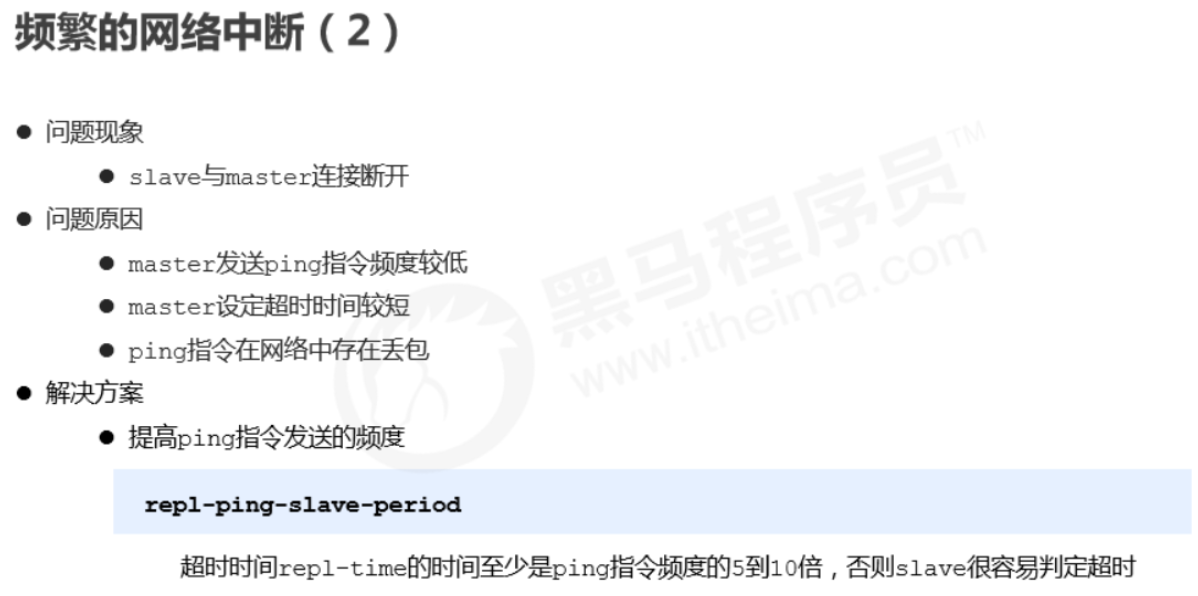 频繁的网络中断（2）
● 问题现象
● slave与master连接断开
● 问题原因
● master发送ping指令频度较低
● master设定超时时间较短
● ping指令在网络中存在丢包
● 解决方案
● 提高ping指令发送的频度
repl-ping-slave-period
超时时间repl-time的时间至少是ping指令频度的5到10倍，否则slave很容易判定超时
黑马程序员™
www.itheima.com